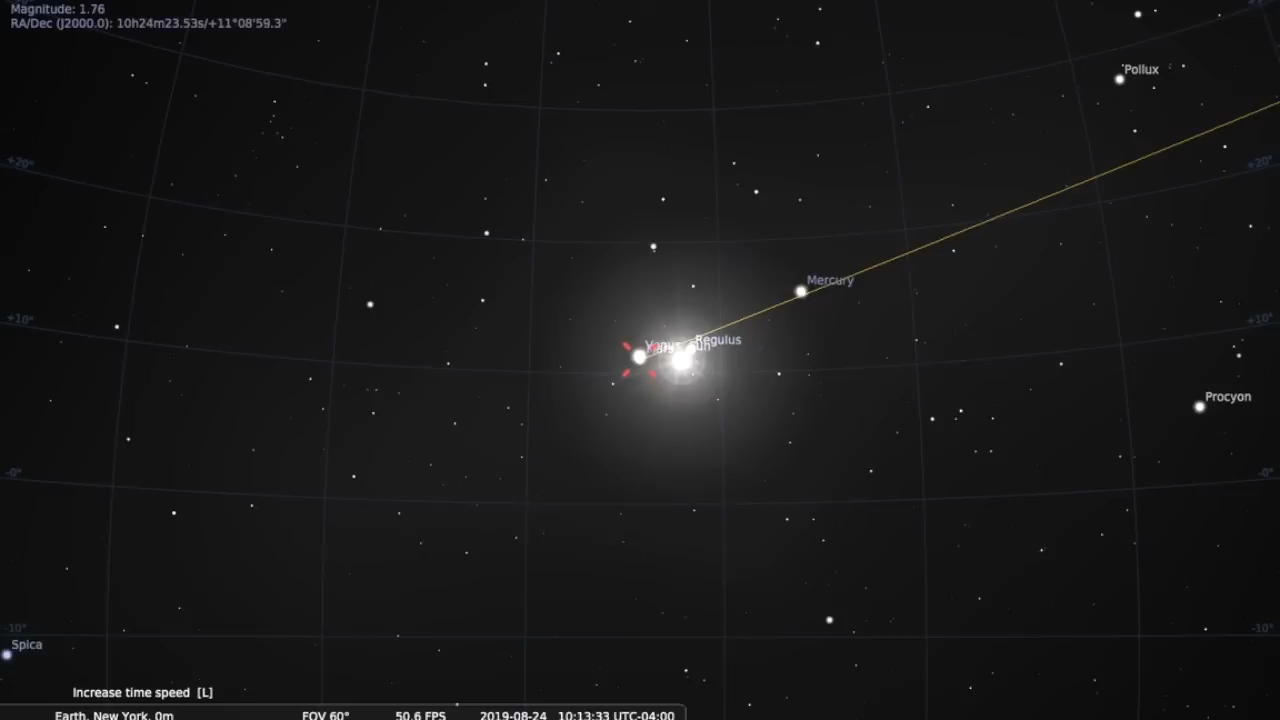 Magnitude: 1.76
RA/Dec (J2000.0): 10h24m23.53s/+11°08'59.3"
Pollux
+20°
+20°
Mercury
+10°
+10°
Regulus
Venus
Sun
Procyon
-0°
-0°
-10°
-10°
Spica
Increase time speed [L]
Earth, New York, 0m
FOV 60°
50.6 FPS
2019-08-24 10:13:33 UTC-04:00